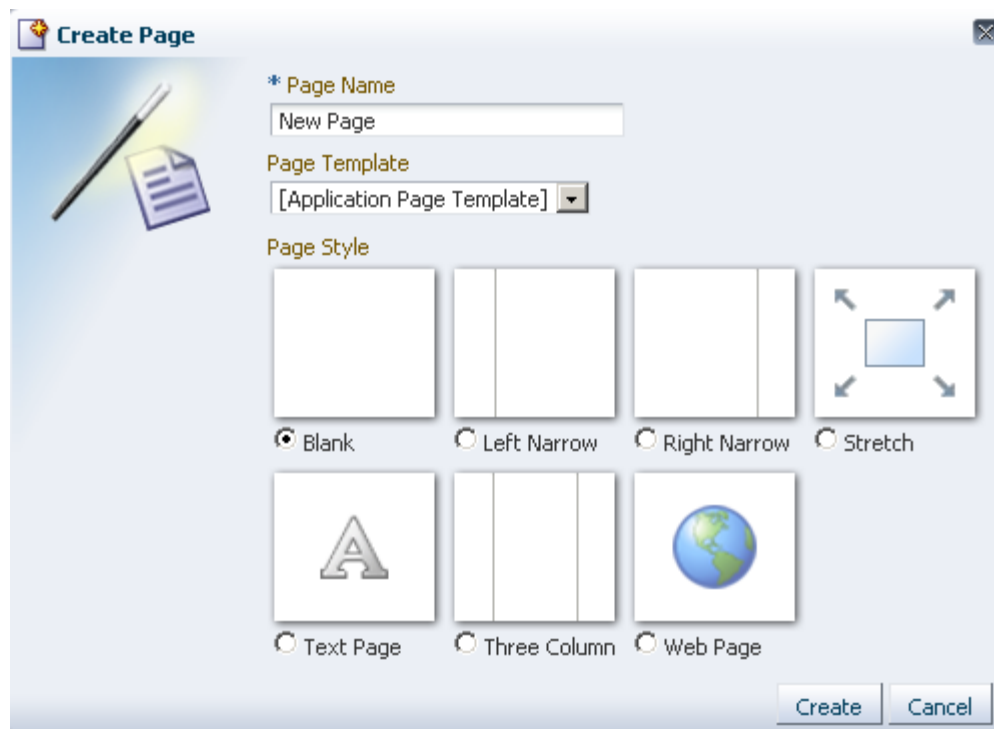 Create Page
* Page Name
New Page
Page Template
[Application Page Template]
Page Style
Blank
Left Narrow
Right Narrow
Stretch
A
Text Page
Three Column
Web Page
Create
Cancel